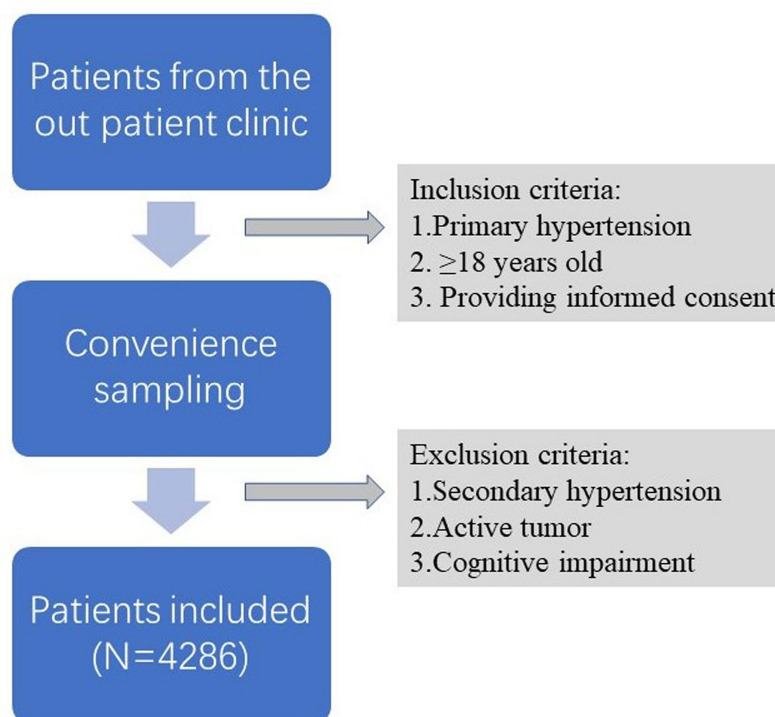 Patients from the
out patient clinic
Inclusion criteria:
1.Primary hypertension
2. ≥18 years old
3. Providing informed consent
Convenience
sampling
Exclusion criteria:
1.Secondary hypertension
2.Active tumor
3.Cognitive impairment
Patients included
(N=4286)